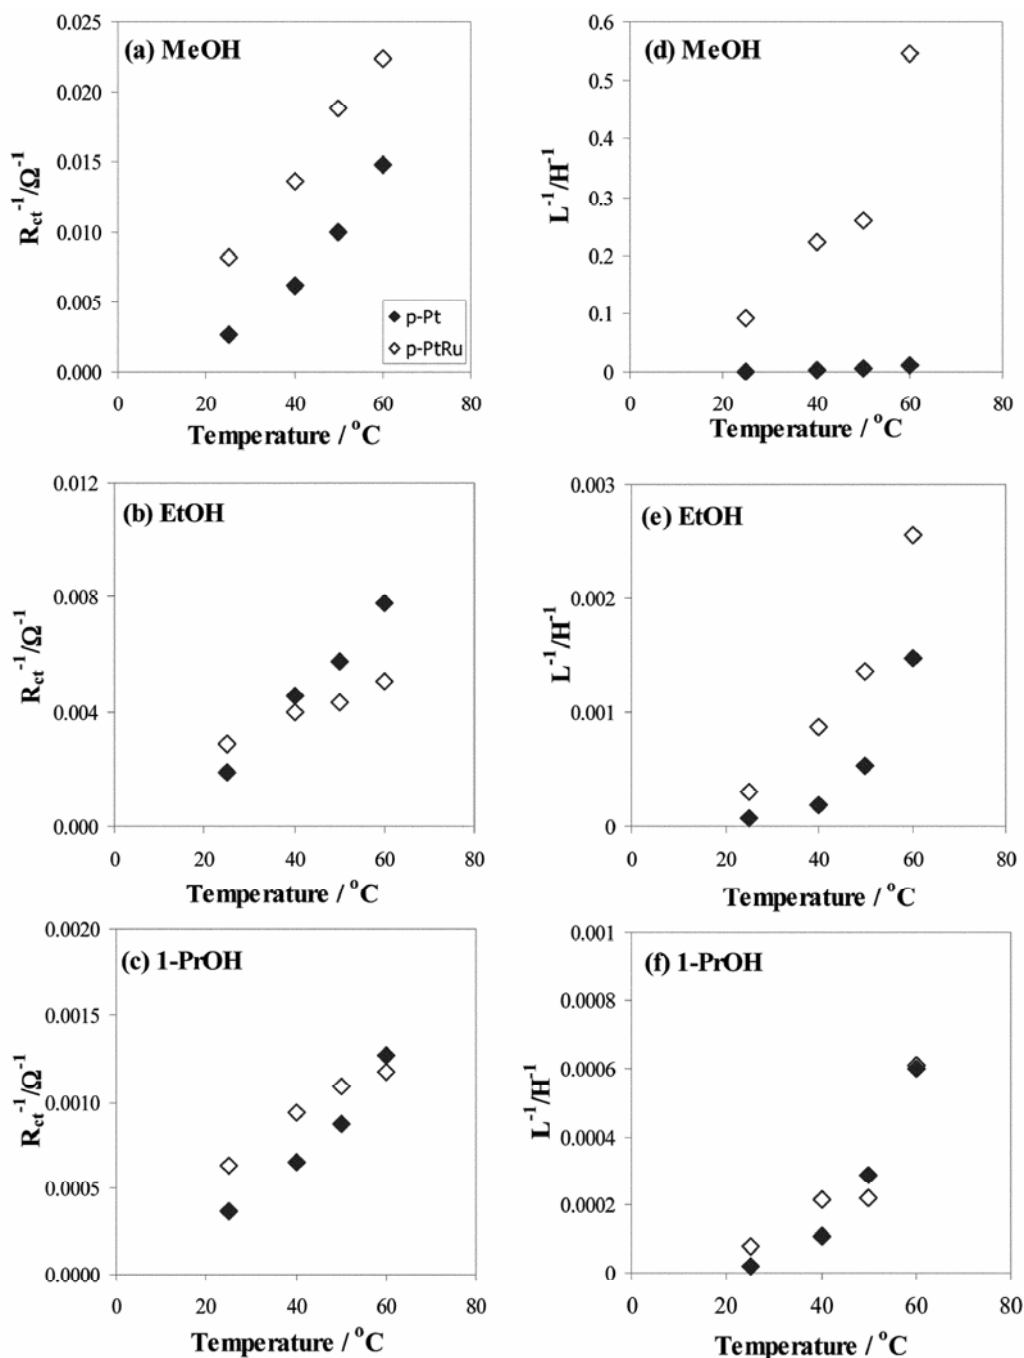 (a) MeOH
0.025
0.020
0.015
0.010
0.005
0.000
Rct-1/Ω-1
p-Pt
p-PtRu
0 20 40 60 80
Temperature / °C
(d) MeOH
0.6
0.5
0.4
0.3
0.2
0.1
0
L-1/H-1
0 20 40 60 80
Temperature / °C
(b) EtOH
0.012
0.008
0.004
0.000
Rct-1/Ω-1
0 20 40 60 80
Temperature / °C
(e) EtOH
0.003
0.002
0.001
0
L-1/H-1
0 20 40 60 80
Temperature / °C
(c) 1-PrOH
0.0020
0.0015
0.0010
0.0005
0.0000
Rct-1/Ω-1
0 20 40 60 80
Temperature / °C
(f) 1-PrOH
0.001
0.0008
0.0006
0.0004
0.0002
0
L-1/H-1
0 20 40 60 80
Temperature / °C